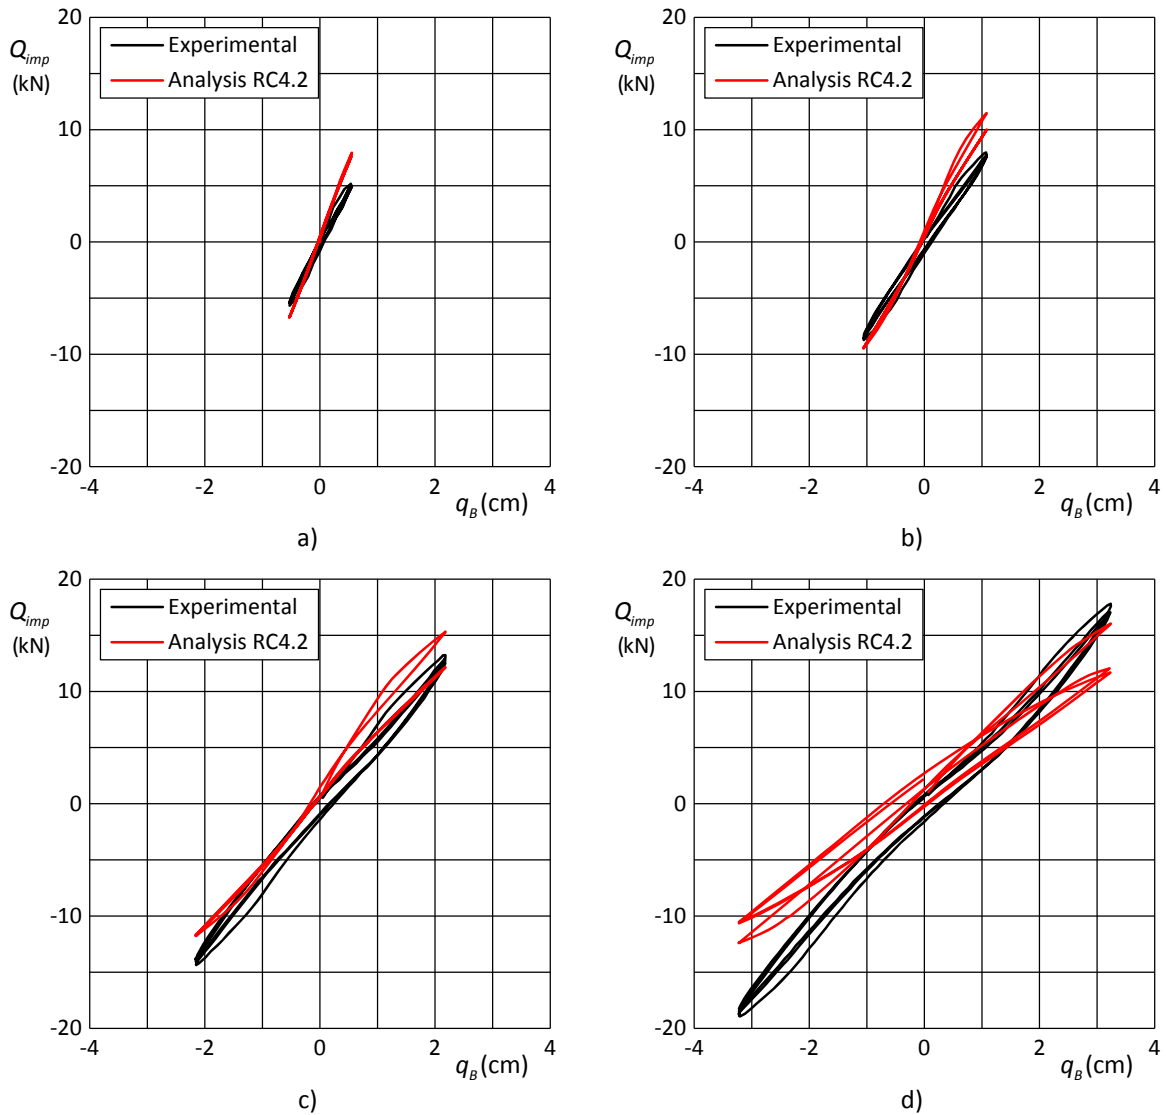 20
Q_imp
(kN)
Experimental
Analysis RC4.2
10
0
-10
-20
-4 -2 0 2 4
q_B (cm)
a)
20
Q_imp
(kN)
Experimental
Analysis RC4.2
10
0
-10
-20
-4 -2 0 2 4
q_B (cm)
b)
20
Q_imp
(kN)
Experimental
Analysis RC4.2
10
0
-10
-20
-4 -2 0 2 4
q_B (cm)
c)
20
Q_imp
(kN)
Experimental
Analysis RC4.2
10
0
-10
-20
-4 -2 0 2 4
q_B (cm)
d)